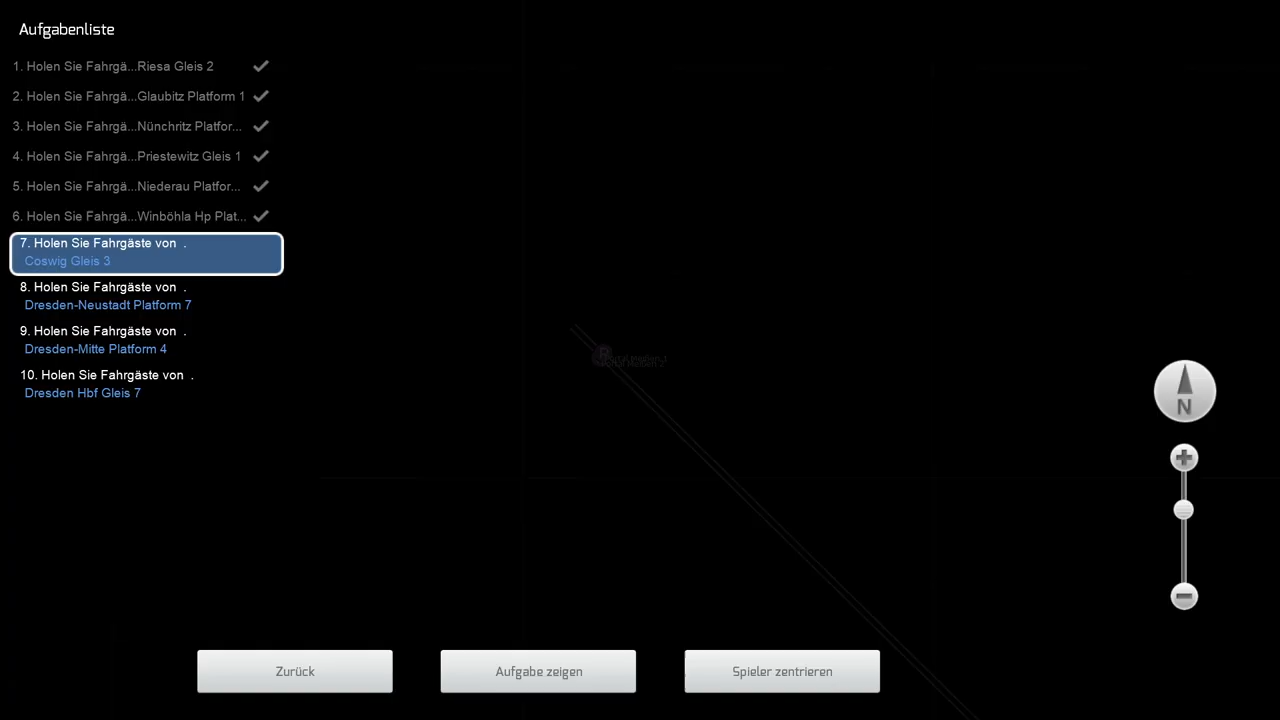 Aufgabenliste
1. Holen Sie Fahrgä...Riesa Gleis 2
2. Holen Sie Fahrgä...Glaubitz Platform 1
3. Holen Sie Fahrgä...Nünchritz Platfor...
4. Holen Sie Fahrgä...Priestewitz Gleis 1
5. Holen Sie Fahrgä...Niederau Platfor...
6. Holen Sie Fahrgä...Winböhla Hp Plat...
7. Holen Sie Fahrgäste von .
Coswig Gleis 3
8. Holen Sie Fahrgäste von .
Dresden-Neustadt Platform 7
9. Holen Sie Fahrgäste von .
Dresden-Mitte Platform 4
10. Holen Sie Fahrgäste von .
Dresden Hbf Gleis 7
N
Zurück
Aufgabe zeigen
Spieler zentrieren